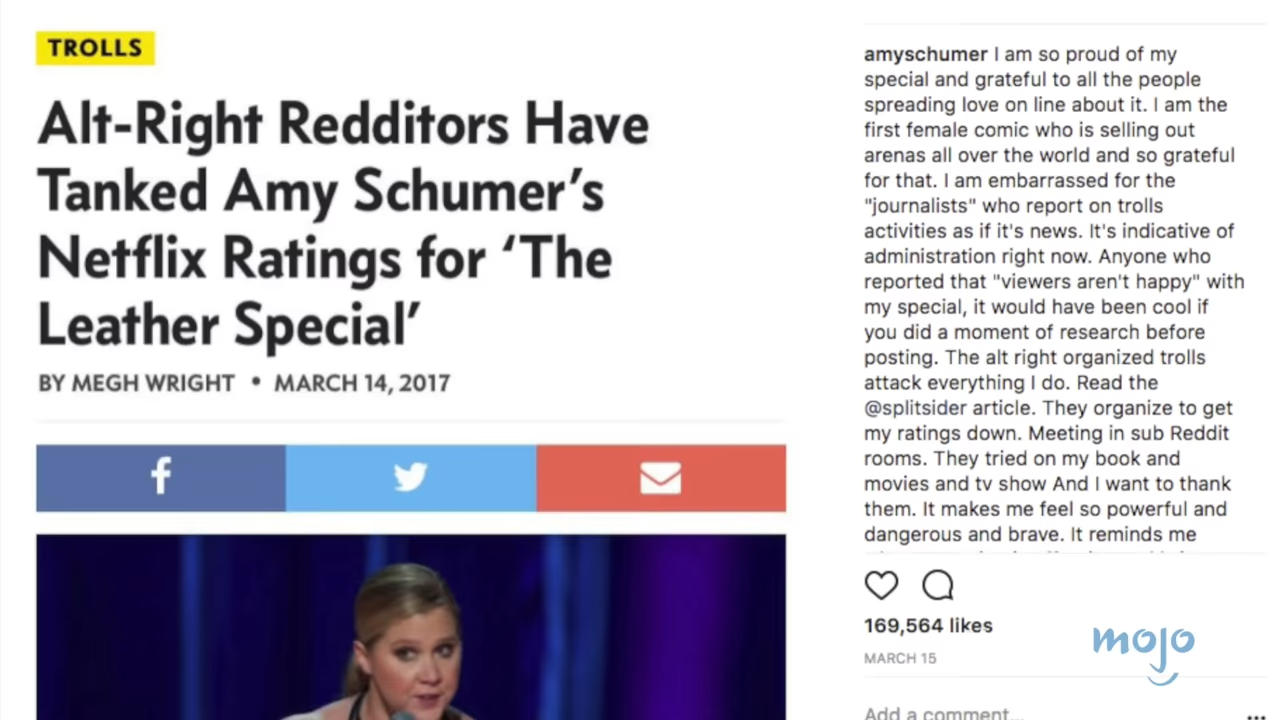 TROLLS
Alt-Right Redditors Have
Tanked Amy Schumer’s
Netflix Ratings for ‘The
Leather Special’
BY MEGH WRIGHT • MARCH 14, 2017
amyschumer I am so proud of my
special and grateful to all the people
spreading love on line about it. I am the
first female comic who is selling out
arenas all over the world and so grateful
for that. I am embarrassed for the
"journalists" who report on trolls
activities as if it's news. It's indicative of
administration right now. Anyone who
reported that "viewers aren't happy" with
my special, it would have been cool if
you did a moment of research before
posting. The alt right organized trolls
attack everything I do. Read the
@splitsider article. They organize to get
my ratings down. Meeting in sub Reddit
rooms. They tried on my book and
movies and tv show And I want to thank
them. It makes me feel so powerful and
dangerous and brave. It reminds me
169,564 likes
MARCH 15
mojo
Add a comment...